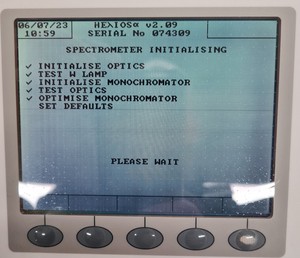 06/07/23 HEλIOSα v2.09
10:59 SERIAL No 074309
SPECTROMETER INITIALISING
✓ INITIALISE OPTICS
✓ TEST W LAMP
✓ INITIALISE MONOCHROMATOR
✓ TEST OPTICS
✓ OPTIMISE MONOCHROMATOR
SET DEFAULTS
PLEASE WAIT